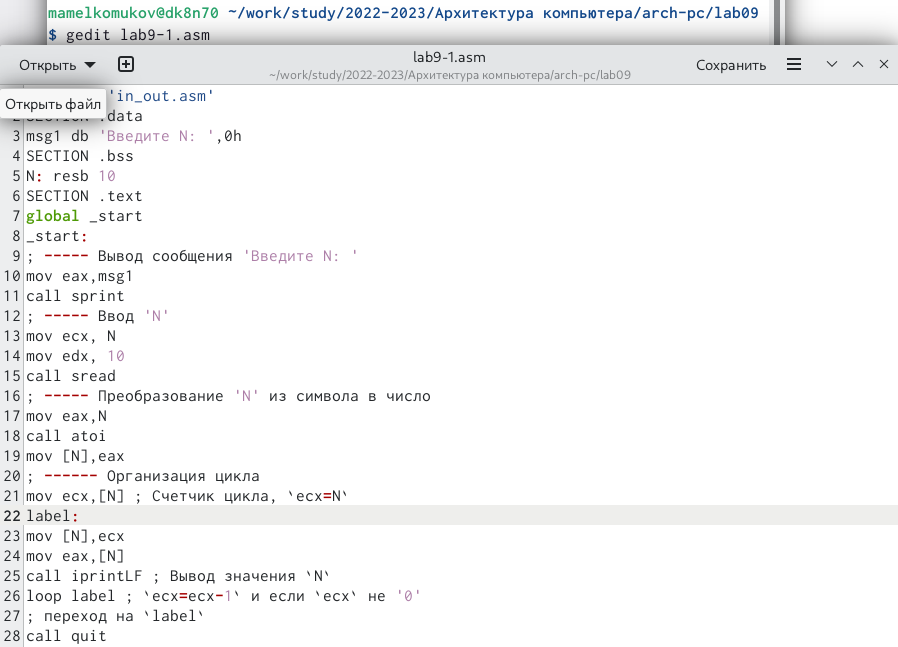 mamelkomukov@dk8n70 ~/work/study/2022-2023/Архитектура компьютера/arch-pc/lab09
$ gedit lab9-1.asm
Открыть
lab9-1.asm
~/work/study/2022-2023/Архитектура компьютера/arch-pc/lab09
Сохранить
Открыть файл
'in_out.asm'
2 SECTION .data
3 msg1 db 'Введите N: ',0h
4 SECTION .bss
5 N: resb 10
6 SECTION .text
7 global _start
8 _start:
9 ; ----- Вывод сообщения 'Введите N: '
10 mov eax,msg1
11 call sprint
12 ; ----- Ввод 'N'
13 mov ecx, N
14 mov edx, 10
15 call sread
16 ; ----- Преобразование 'N' из символа в число
17 mov eax,N
18 call atoi
19 mov [N],eax
20 ; ------ Организация цикла
21 mov ecx,[N] ; Счетчик цикла, `ecx=N`
22 label:
23 mov [N],ecx
24 mov eax,[N]
25 call iprintLF ; Вывод значения `N`
26 loop label ; `ecx=ecx-1` и если `ecx` не '0'
27 ; переход на `label`
28 call quit